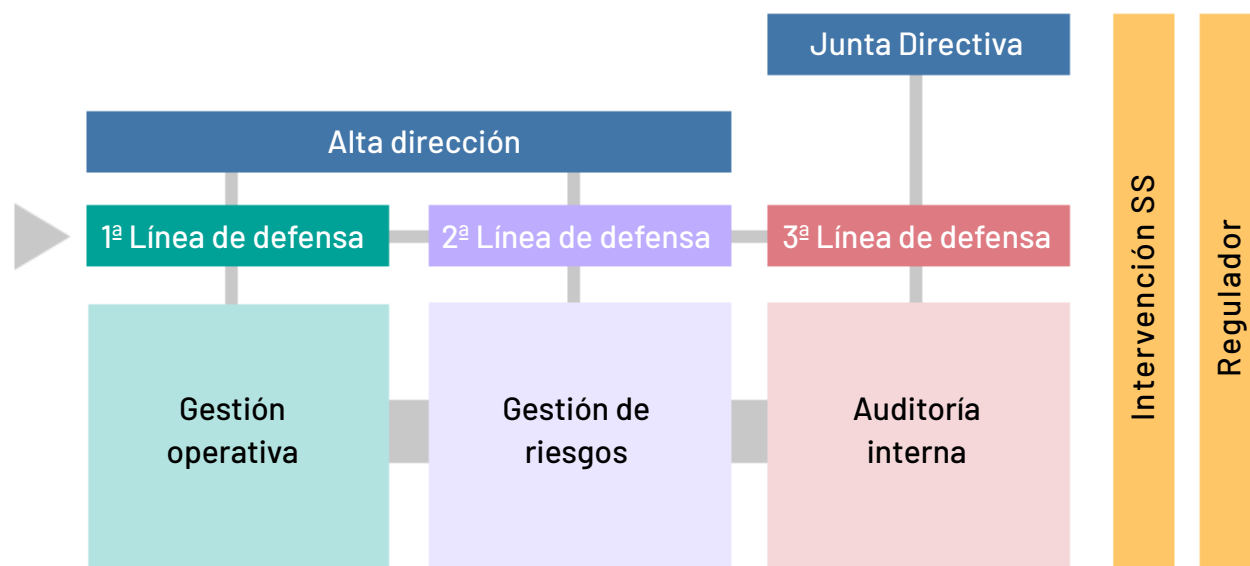 Junta Directiva
Alta dirección
1ª Línea de defensa
2ª Línea de defensa
3ª Línea de defensa
Gestión
operativa
Gestión de
riesgos
Auditoría
interna
Intervención SS
Regulador